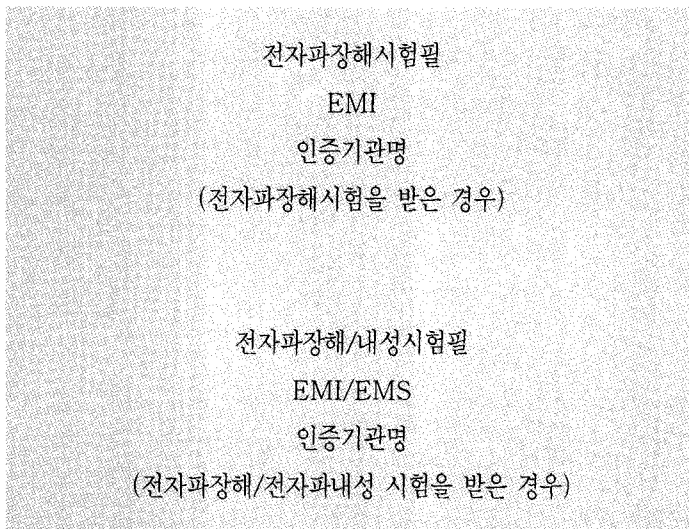 전자파장해시험필
EMI
인증기관명
(전자파장해시험을 받은 경우)
전자파장해/내성시험필
EMI/EMS
인증기관명
(전자파장해/전자파내성 시험을 받은 경우)